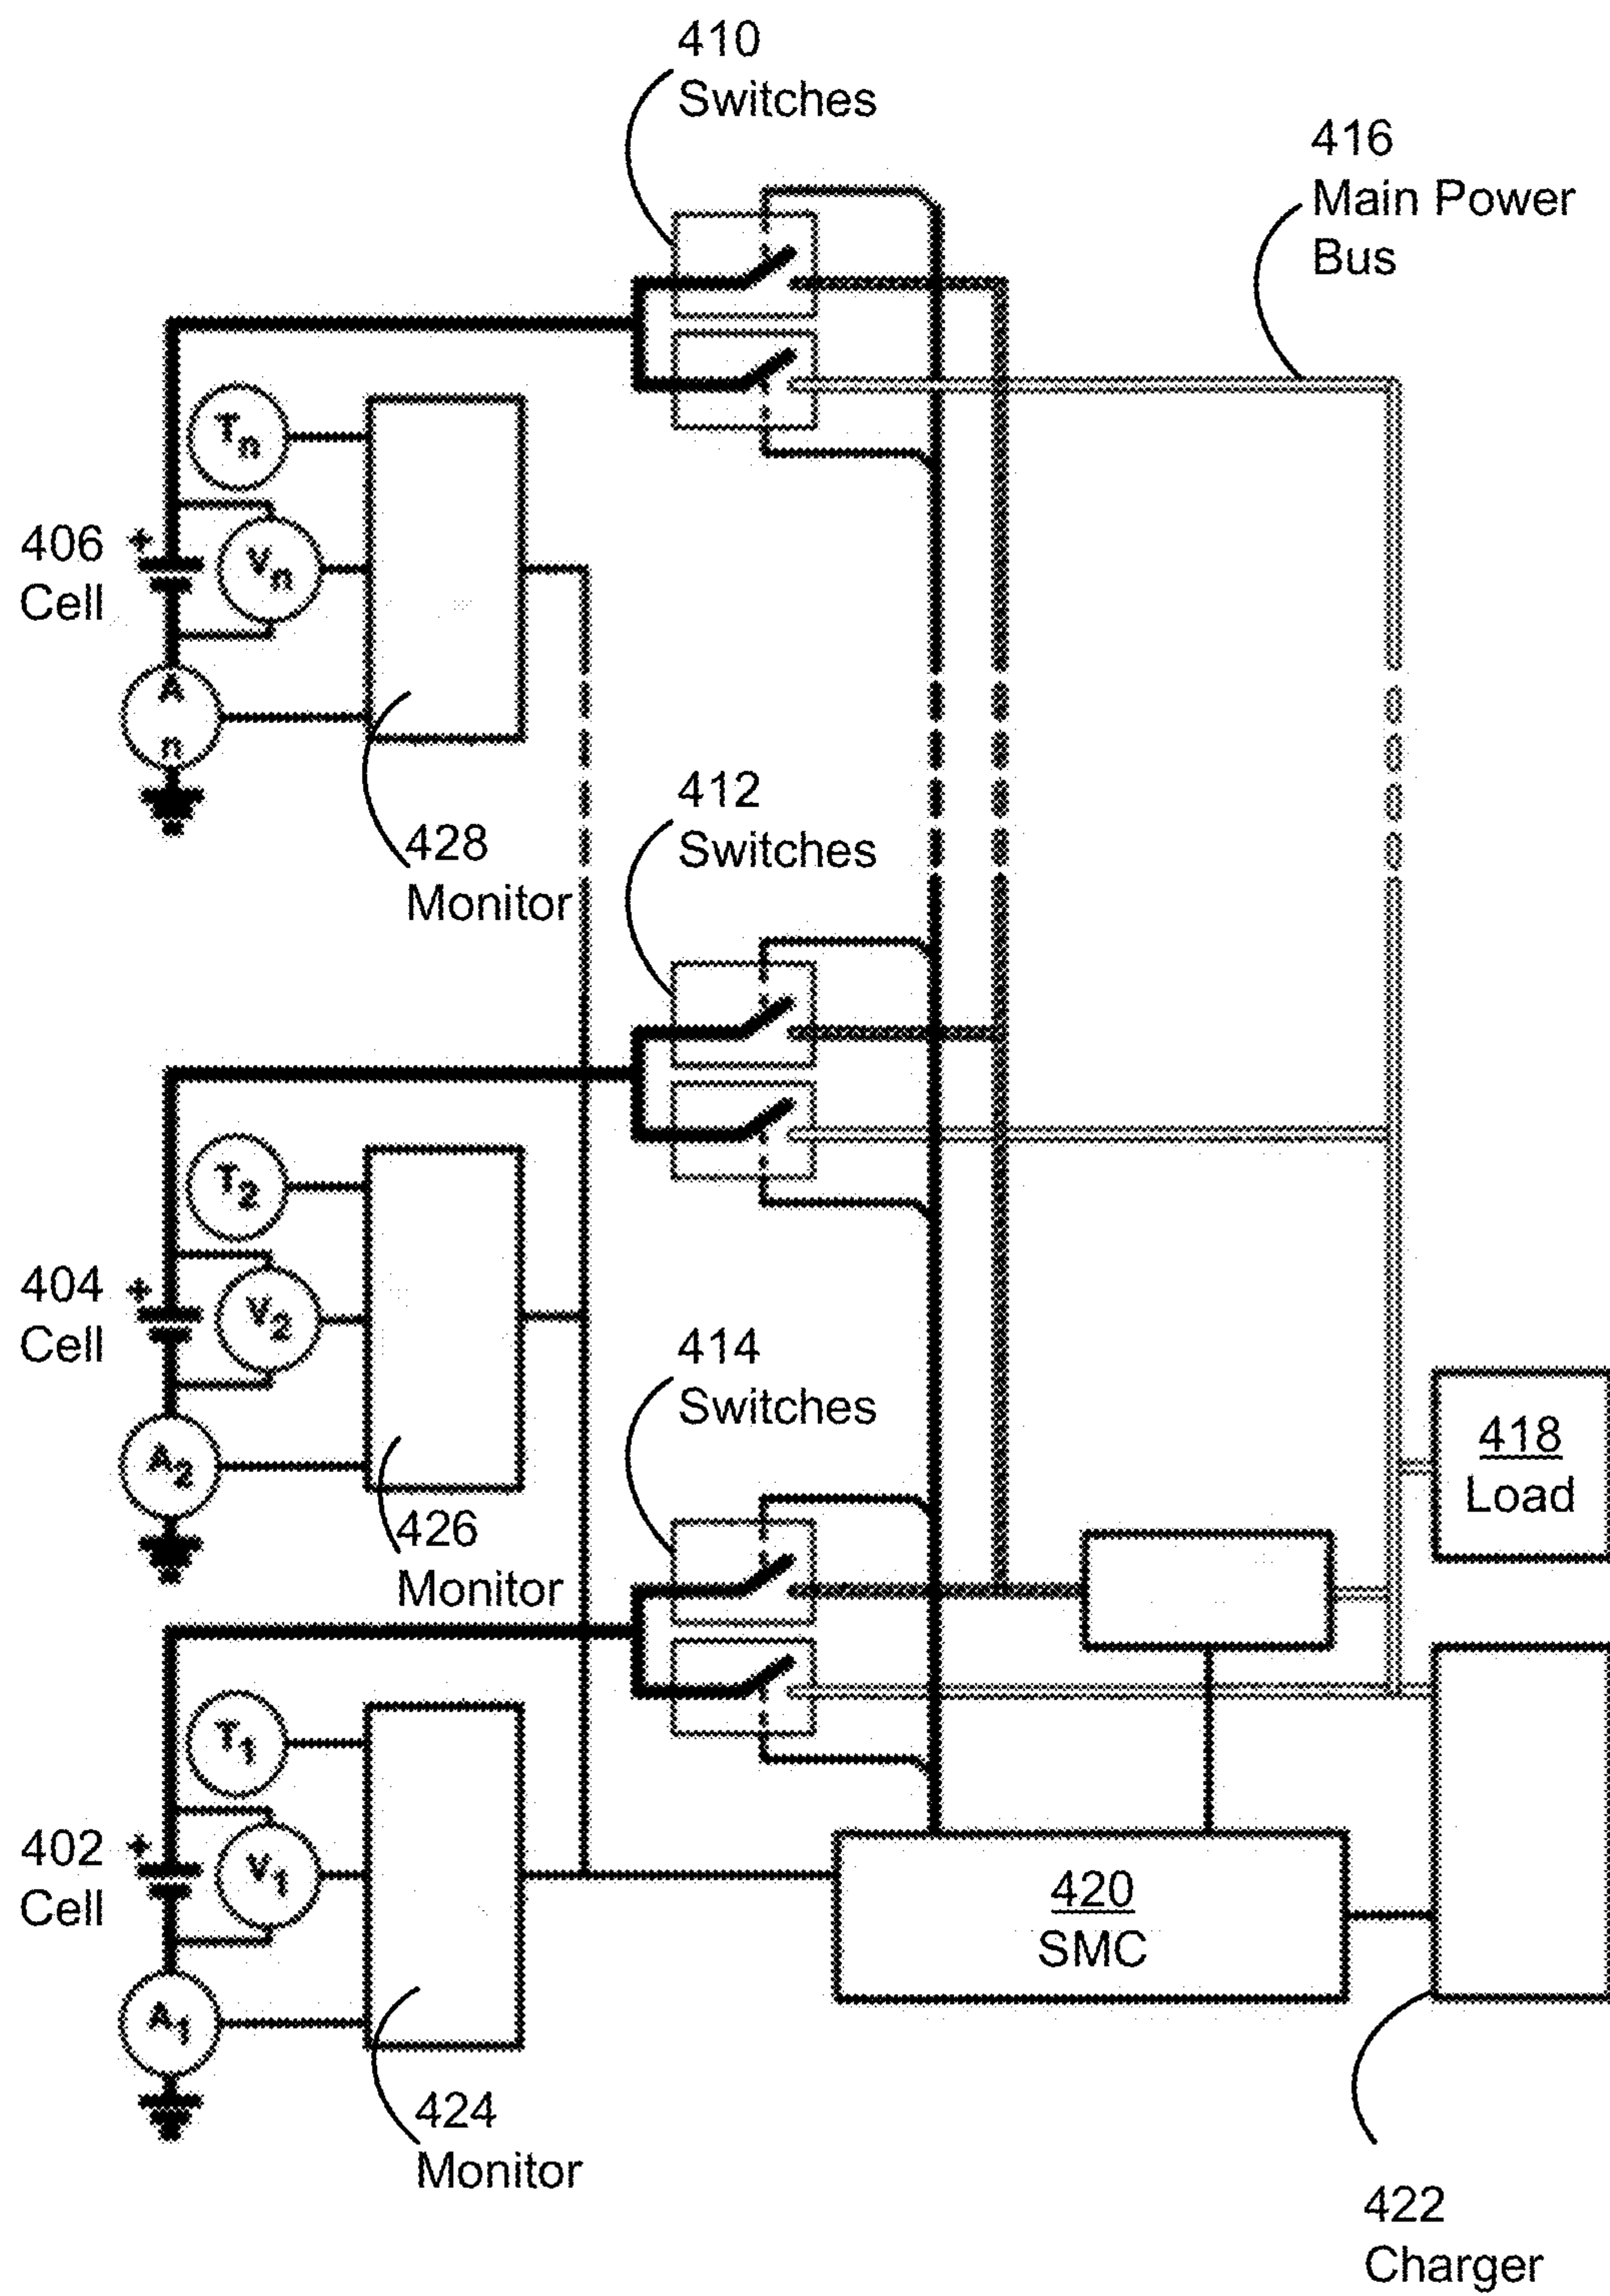 410
Switches
416
Main Power
Bus
Tn
406
Cell
+
Vn
A
n
428
Monitor
412
Switches
T2
404
Cell
+
V2
A2
426
Monitor
414
Switches
418
Load
T1
402
Cell
+
V1
A1
420
SMC
424
Monitor
422
Charger